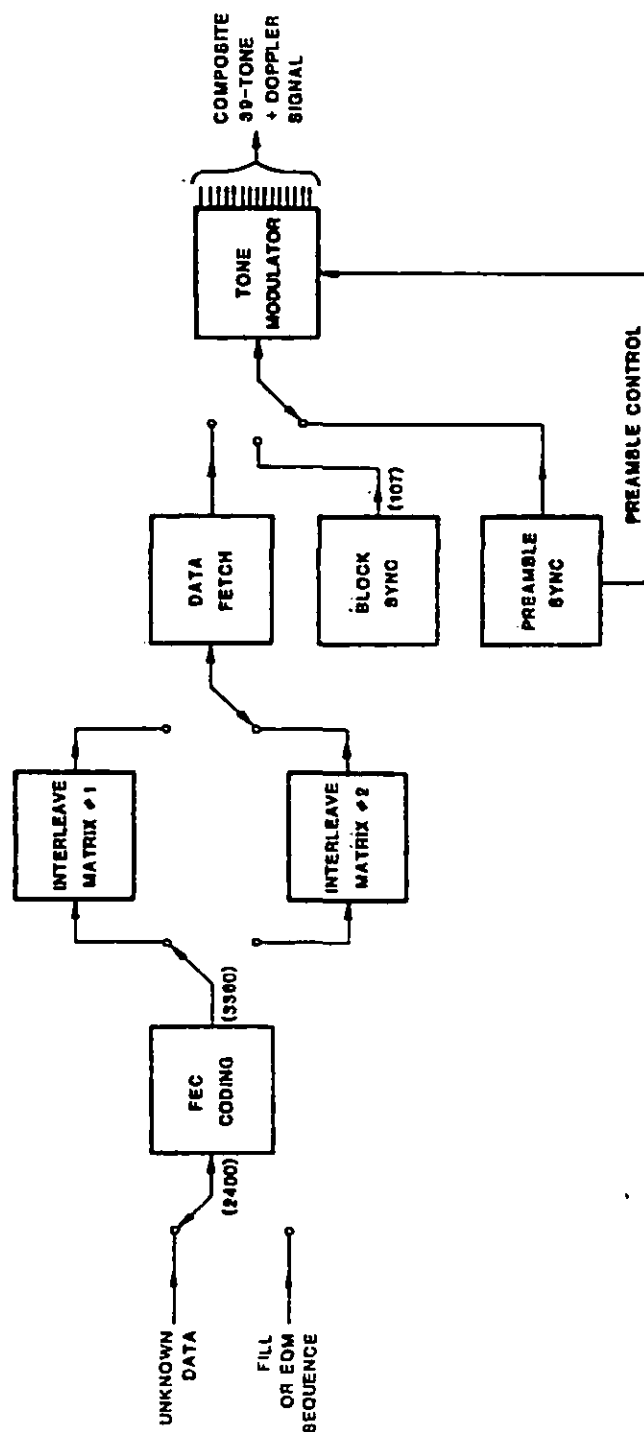 UNKNOWN
DATA
FILL
OR EOM
SEQUENCE
(2400)
FEC
CODING
(3360)
INTERLEAVE
MATRIX #1
INTERLEAVE
MATRIX #2
DATA
FETCH
BLOCK
SYNC
(107)
PREAMBLE
SYNC
PREAMBLE CONTROL
TONE
MODULATOR
COMPOSITE
39-TONE
+ DOPPLER
SIGNAL